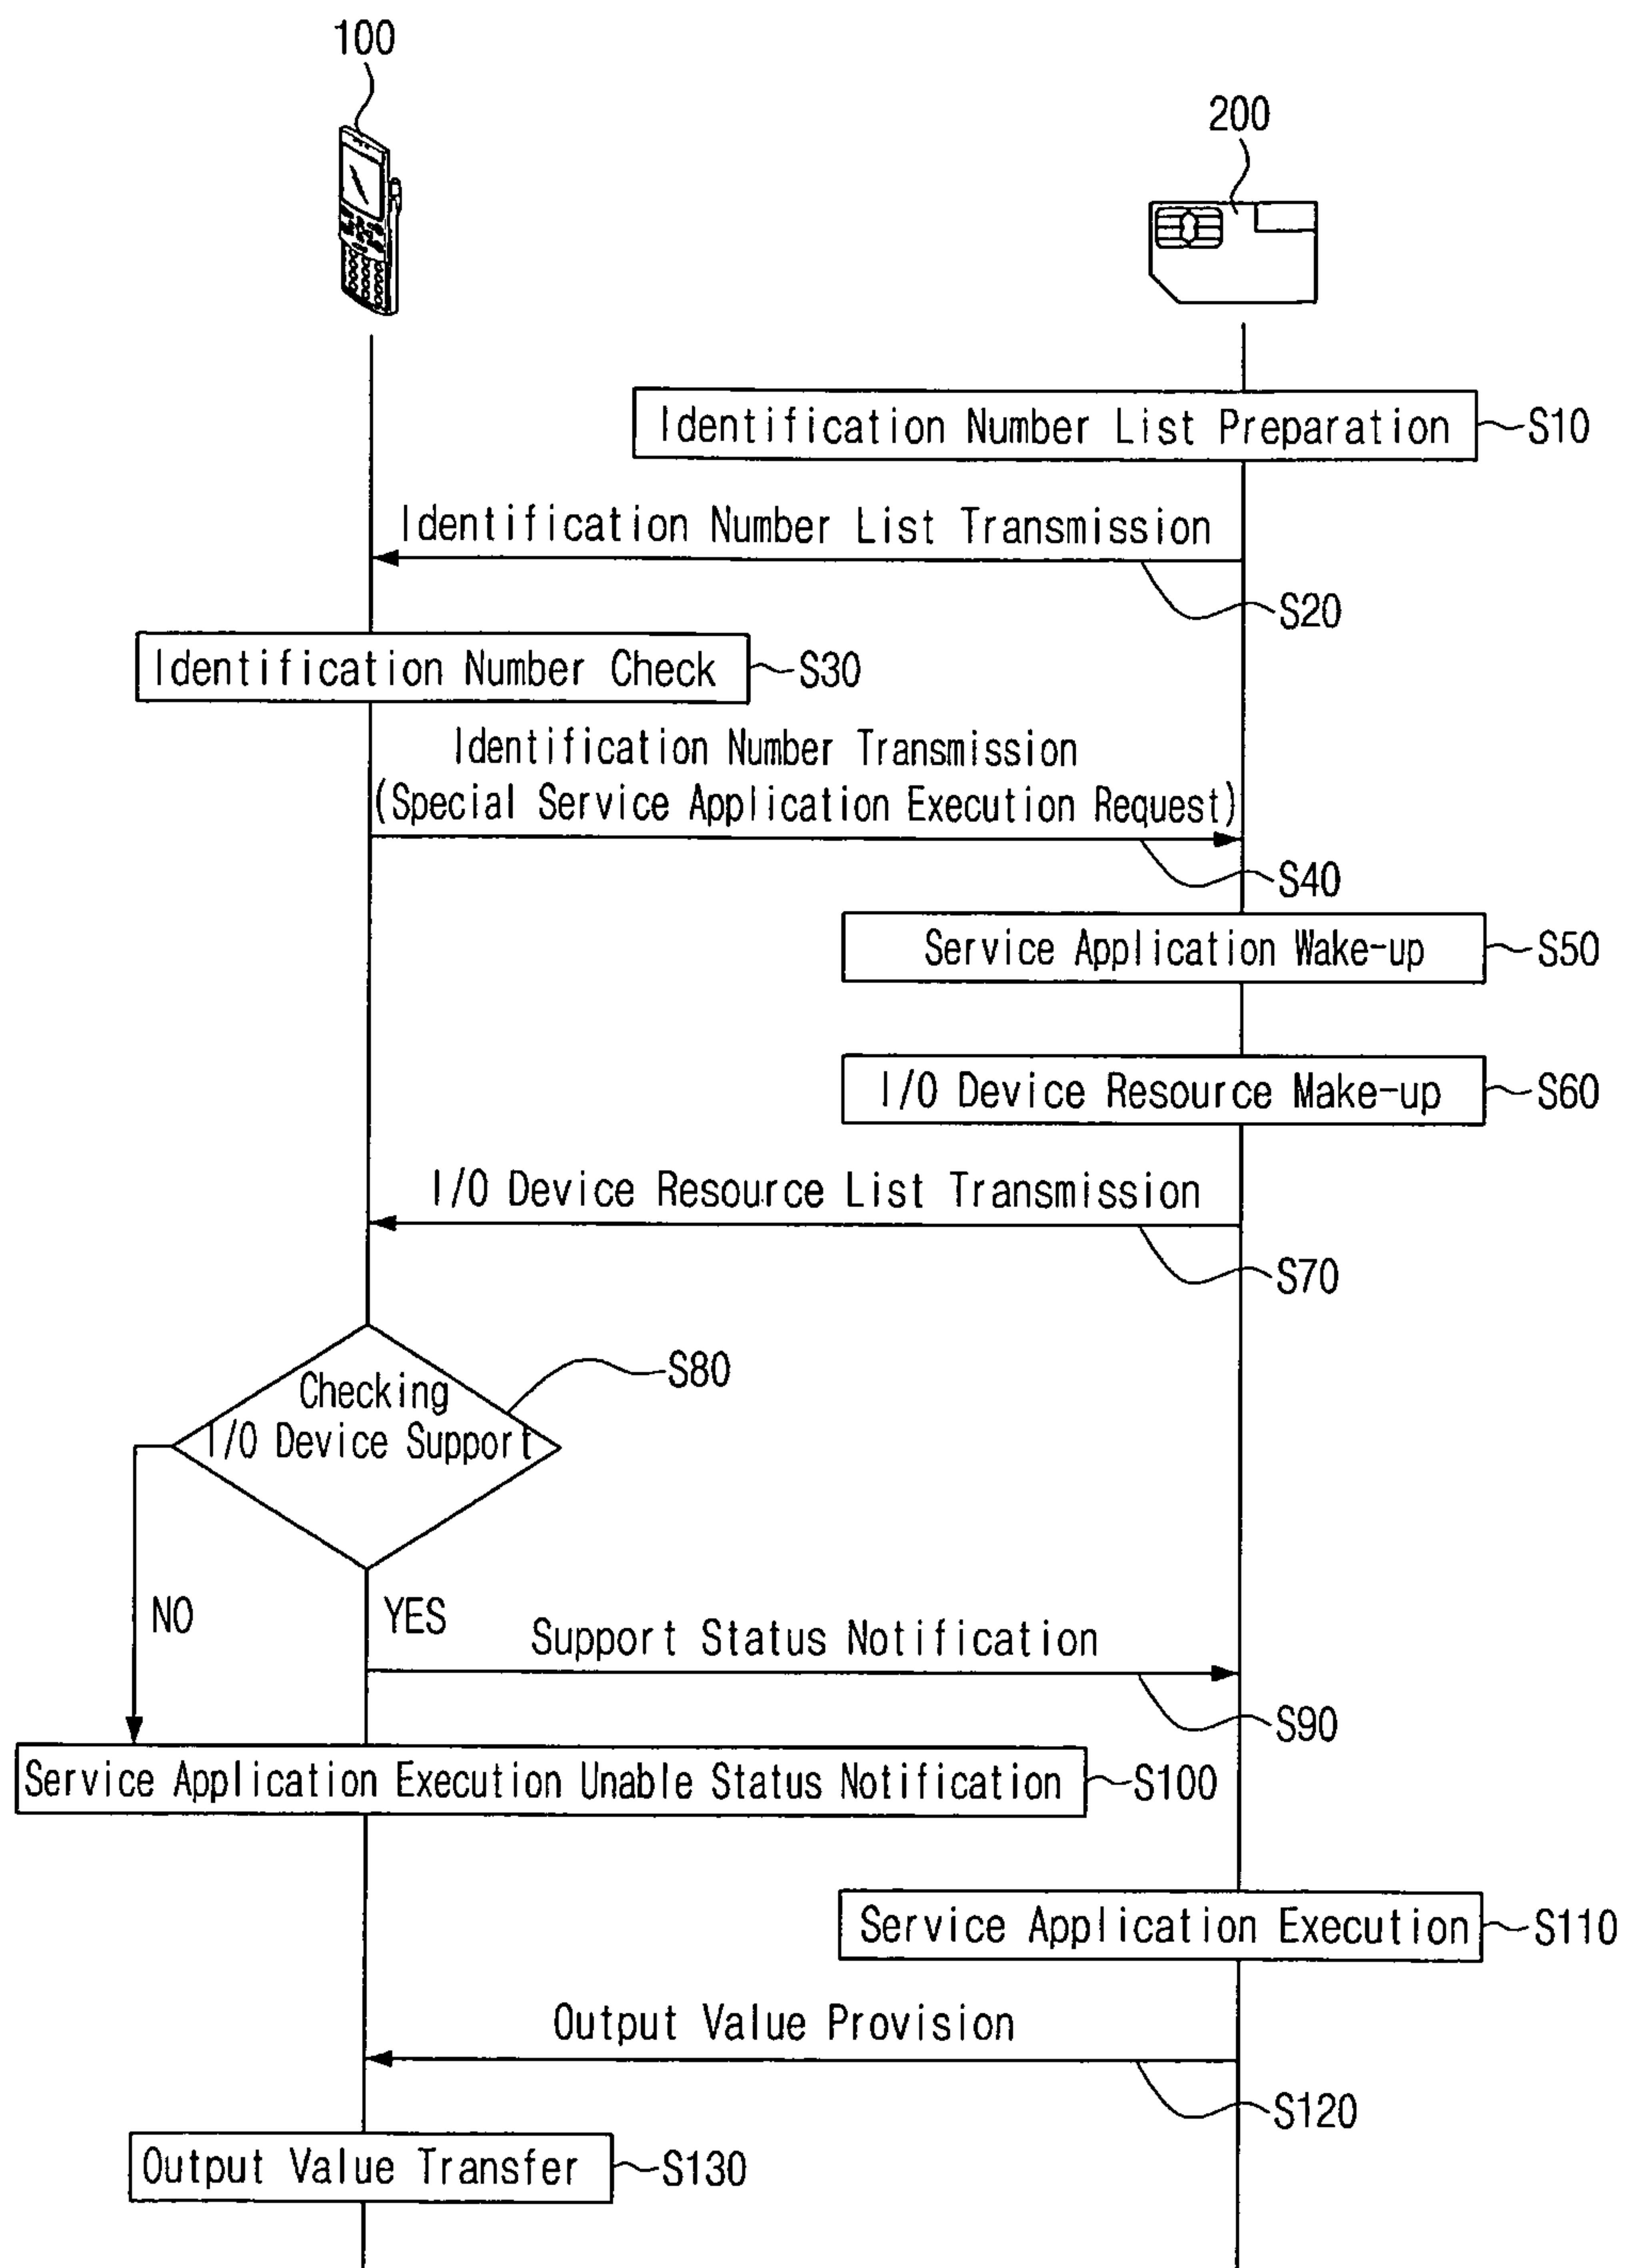 100
200
Identification Number List Preparation
S10
Identification Number List Transmission
S20
Identification Number Check
S30
Identification Number Transmission
(Special Service Application Execution Request)
S40
Service Application Wake-up
S50
I/O Device Resource Make-up
S60
I/O Device Resource List Transmission
S70
Checking
I/O Device Support
S80
NO
YES
Support Status Notification
S90
Service Application Execution Unable Status Notification
S100
Service Application Execution
S110
Output Value Provision
S120
Output Value Transfer
S130